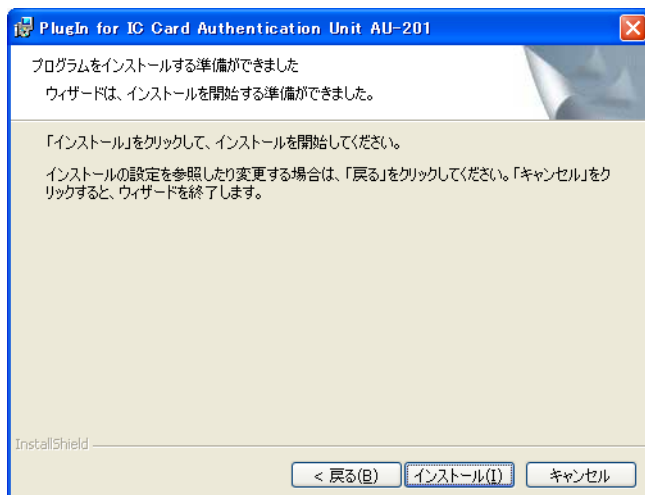 PlugIn for IC Card Authentication Unit AU-201
プログラムをインストールする準備ができました
ウィザードは、インストールを開始する準備ができました。
「インストール」をクリックして、インストールを開始してください。
インストールの設定を参照したり変更する場合は、「戻る」をクリックしてください。「キャンセル」をク
リックすると、ウィザードを終了します。
InstallShield
< 戻る(B)
インストール(I)
キャンセル